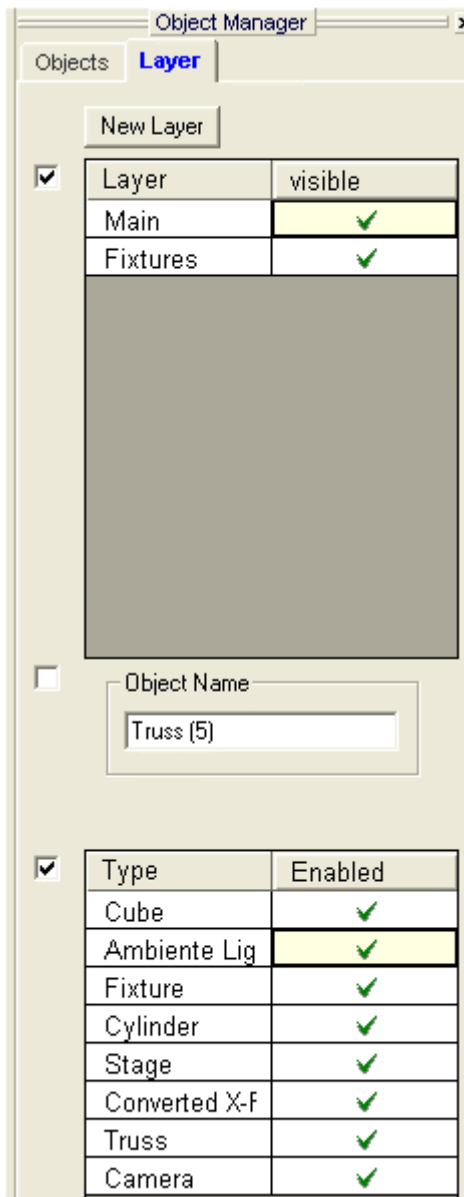 Object Manager
Objects Layer
New Layer
Layer visible
Main
Fixtures
Object Name
Truss (5)
Type Enabled
Cube
Ambiente Lig
Fixture
Cylinder
Stage
Converted X-F
Truss
Camera